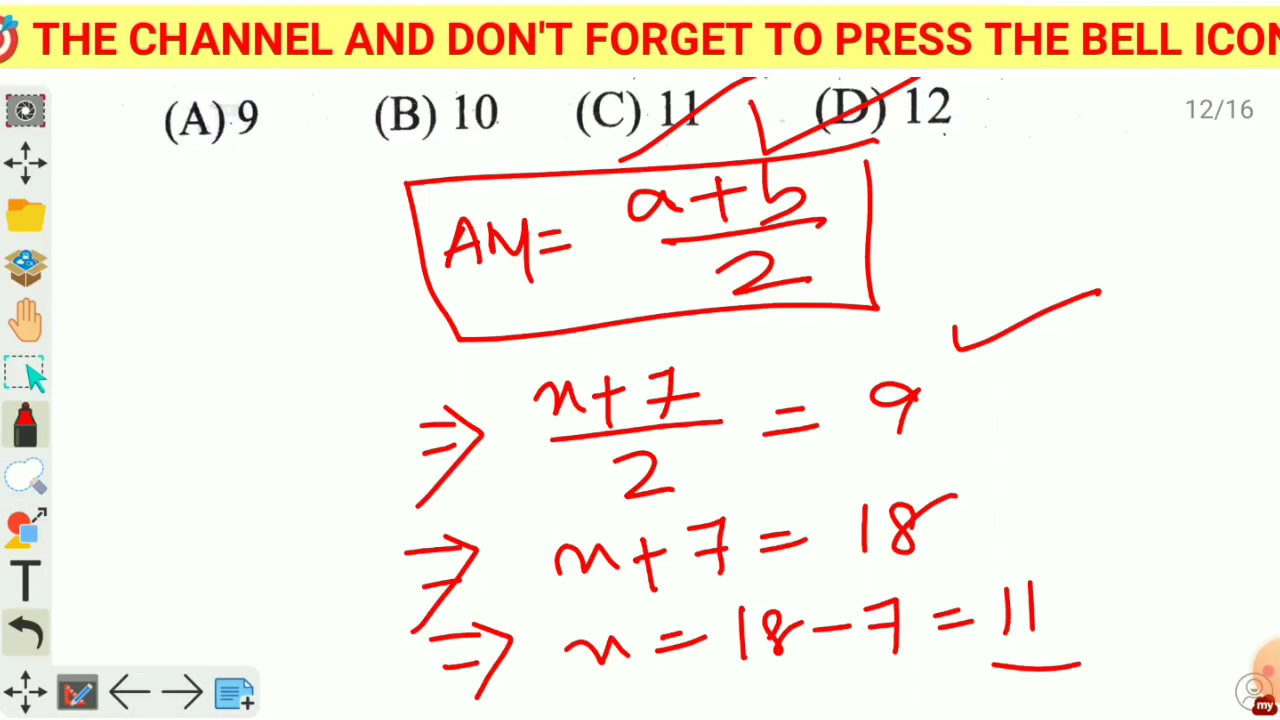 THE CHANNEL AND DON'T FORGET TO PRESS THE BELL ICON
(A) 9 (B) 10 (C) 11 (D) 12
12/16
AM = a+b/2
⇒ x+7/2 = 9
⇒ x+7 = 18
⇒ x = 18-7 = 11
T
my